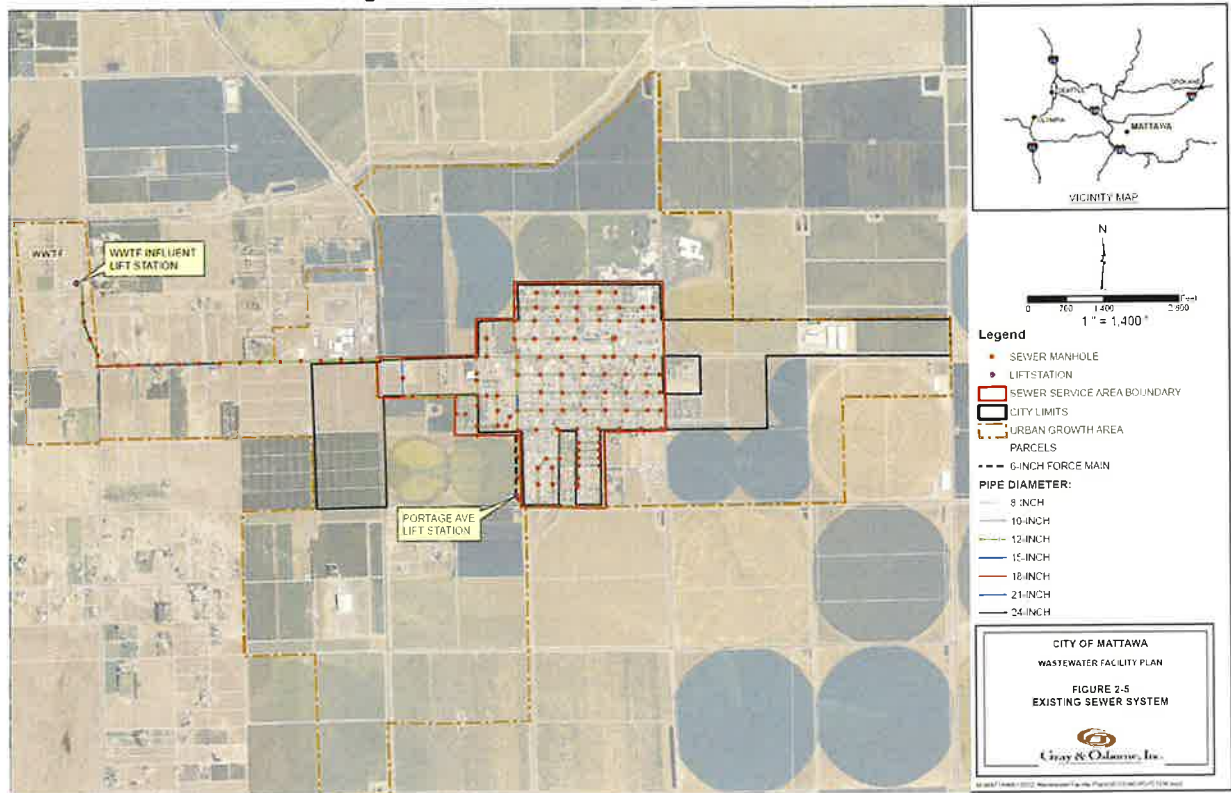 WWTF
WWTF INFLUENT
LIFT STATION
PORTAGE AVE
LIFT STATION
SEATTLE
SPOKANE
OLYMPIA
MATTAWA
VICINITY MAP
N
0 700 1,400 2,800
Feet
1" = 1,400'
Legend
SEWER MANHOLE
LIFTSTATION
SEWER SERVICE AREA BOUNDARY
CITY LIMITS
URBAN GROWTH AREA
PARCELS
6-INCH FORCE MAIN
PIPE DIAMETER:
8-INCH
10-INCH
12-INCH
15-INCH
18-INCH
21-INCH
24-INCH
CITY OF MATTAWA
WASTEWATER FACILITY PLAN
FIGURE 2-5
EXISTING SEWER SYSTEM
Gray & Osborne, Inc.